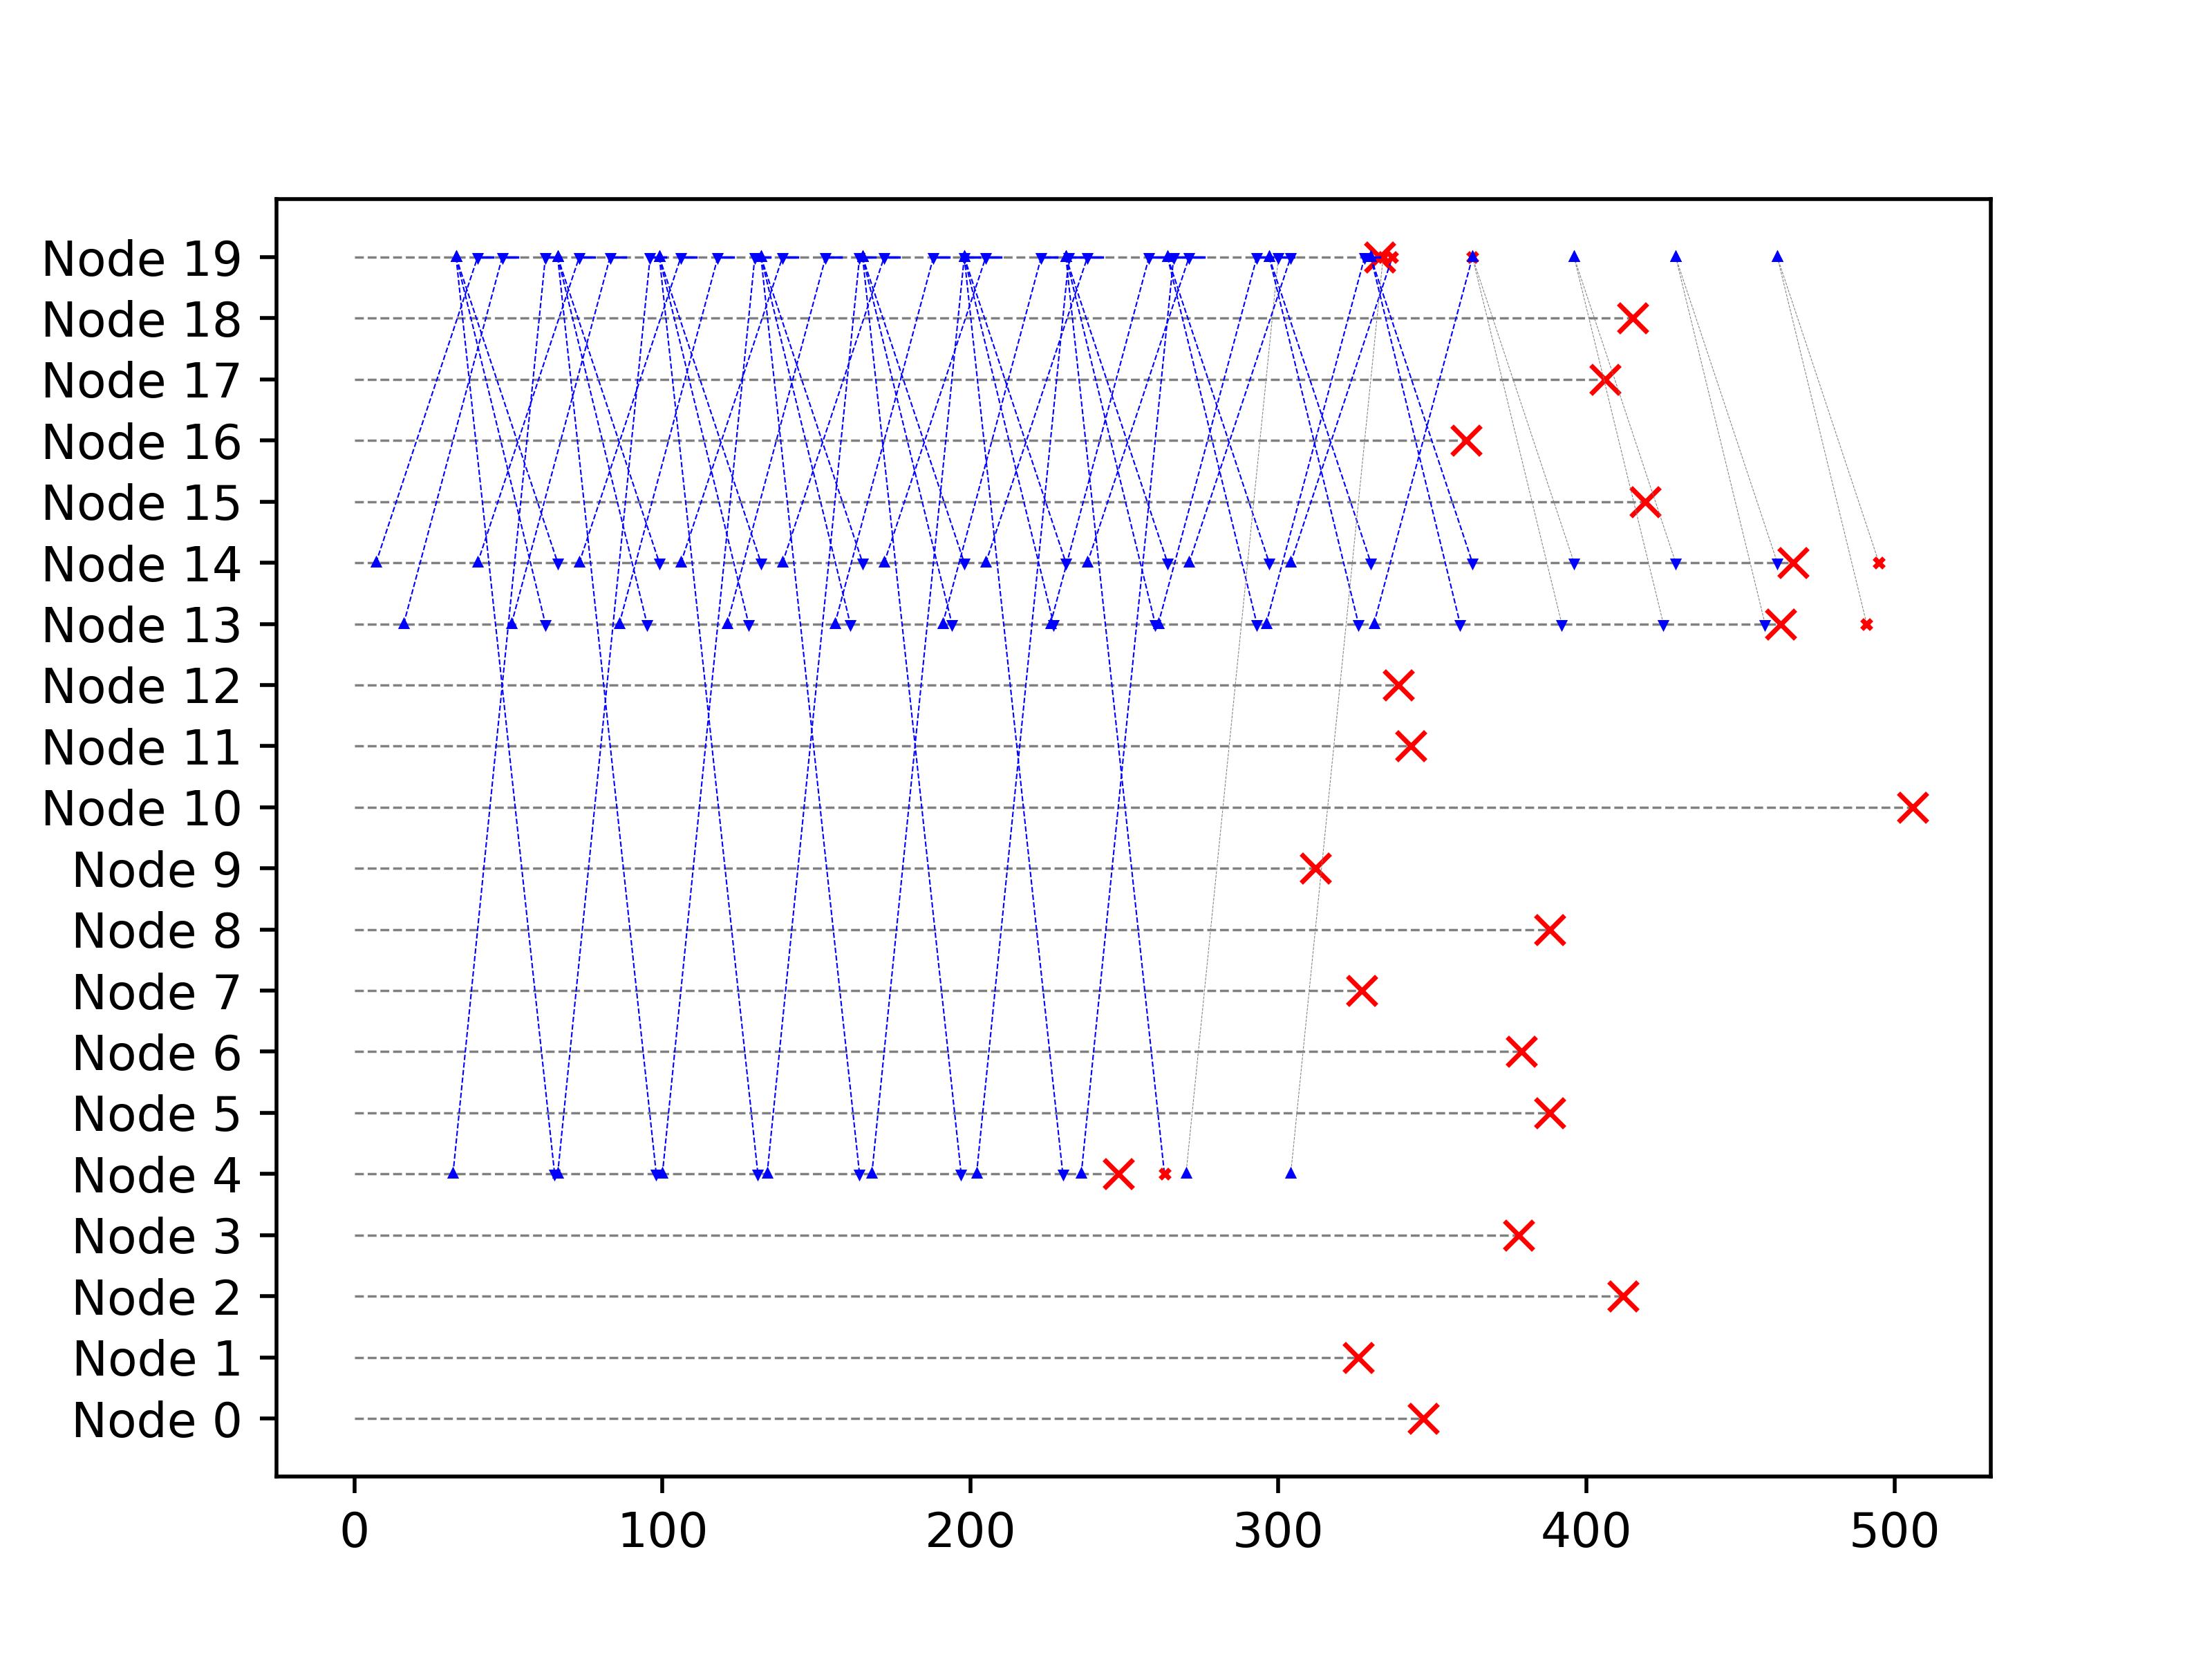 Node 19
Node 18
Node 17
Node 16
Node 15
Node 14
Node 13
Node 12
Node 11
Node 10
Node 9
Node 8
Node 7
Node 6
Node 5
Node 4
Node 3
Node 2
Node 1
Node 0
0 100 200 300 400 500